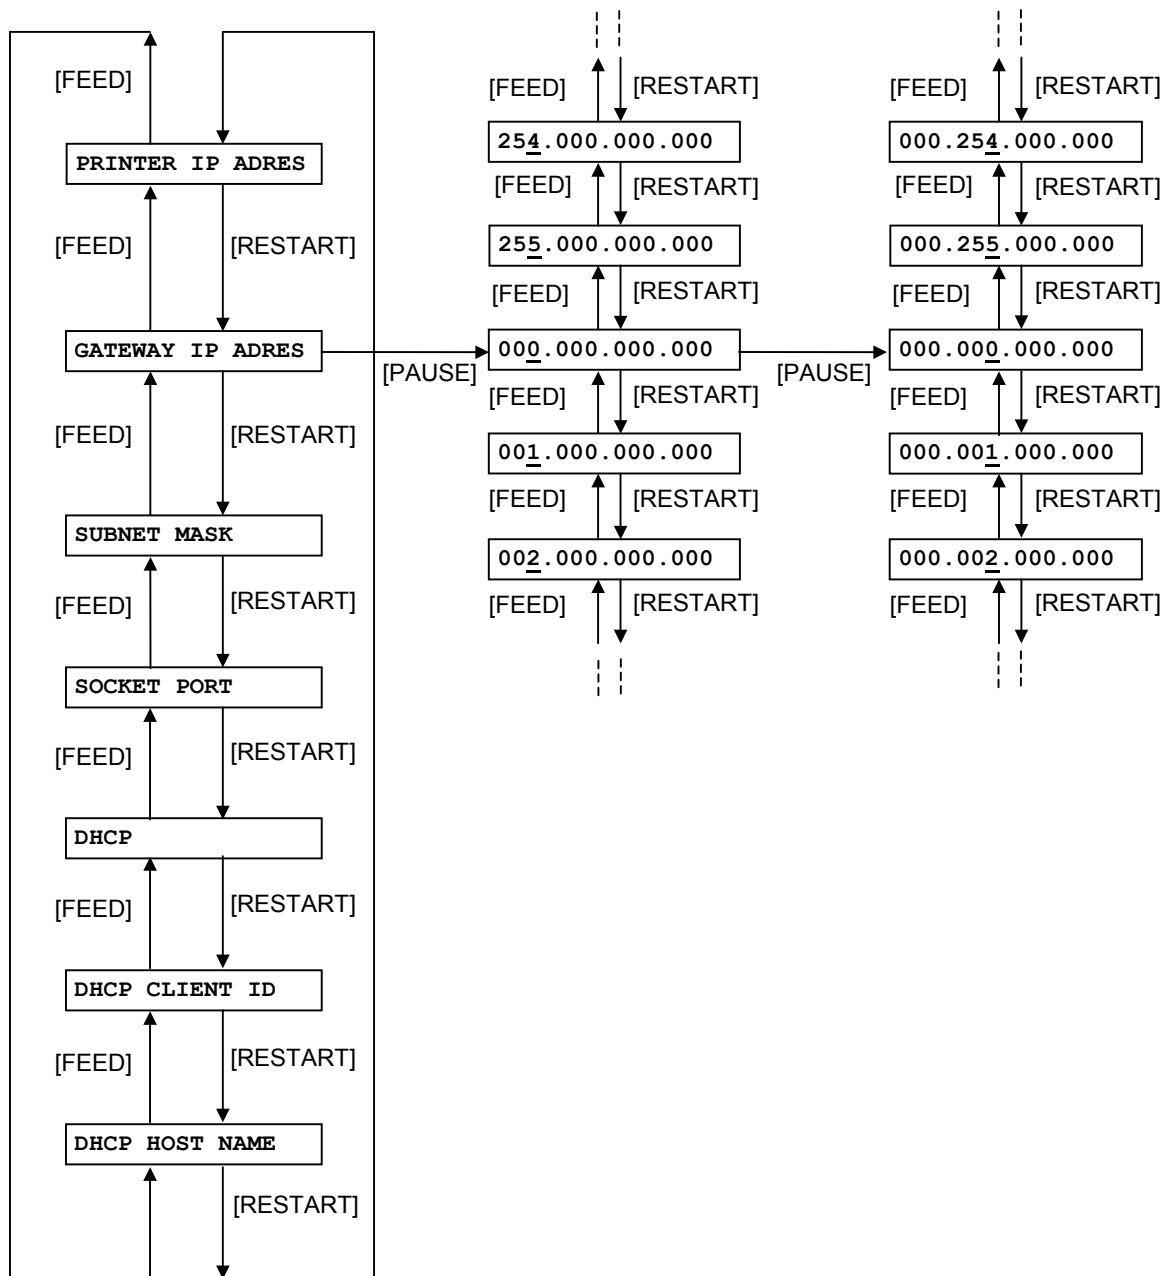 [FEED]
PRINTER IP ADRES
[FEED] [RESTART]
GATEWAY IP ADRES
[FEED] [RESTART]
SUBNET MASK
[FEED] [RESTART]
SOCKET PORT
[FEED] [RESTART]
DHCP
[FEED] [RESTART]
DHCP CLIENT ID
[FEED] [RESTART]
DHCP HOST NAME
[RESTART]
[PAUSE]
[FEED] [RESTART]
254.000.000.000
[FEED] [RESTART]
255.000.000.000
[FEED] [RESTART]
000.000.000.000
[FEED] [RESTART]
001.000.000.000
[FEED] [RESTART]
002.000.000.000
[FEED] [RESTART]
[PAUSE]
[FEED] [RESTART]
000.254.000.000
[FEED] [RESTART]
000.255.000.000
[FEED] [RESTART]
000.000.000.000
[FEED] [RESTART]
000.001.000.000
[FEED] [RESTART]
000.002.000.000
[FEED] [RESTART]